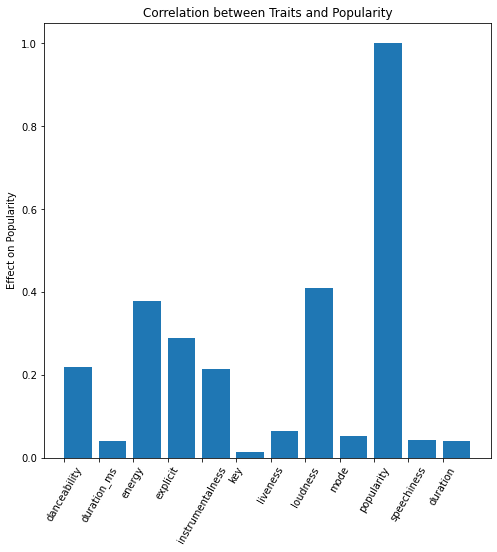 Correlation between Traits and Popularity
Effect on Popularity
1.0
0.8
0.6
0.4
0.2
0.0
danceability
duration_ms
energy
explicit
instrumentalness
key
liveness
loudness
mode
popularity
speechiness
duration